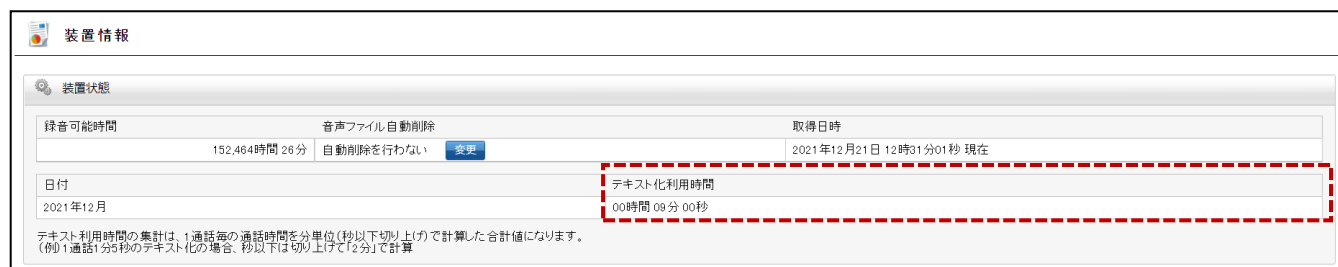 装置情報
装置状態
録音可能時間 音声ファイル自動削除 取得日時
152,464時間 26分 自動削除を行わない 変更 2021年12月21日 12時31分01秒 現在
日付 テキスト化利用時間
2021年12月 00時間 09分 00秒
テキスト利用時間の集計は、1通話毎の通話時間を分単位(秒以下切り上げ)で計算した合計値になります。
(例) 1通話1分5秒のテキスト化の場合、秒以下は切り上げて「2分」で計算